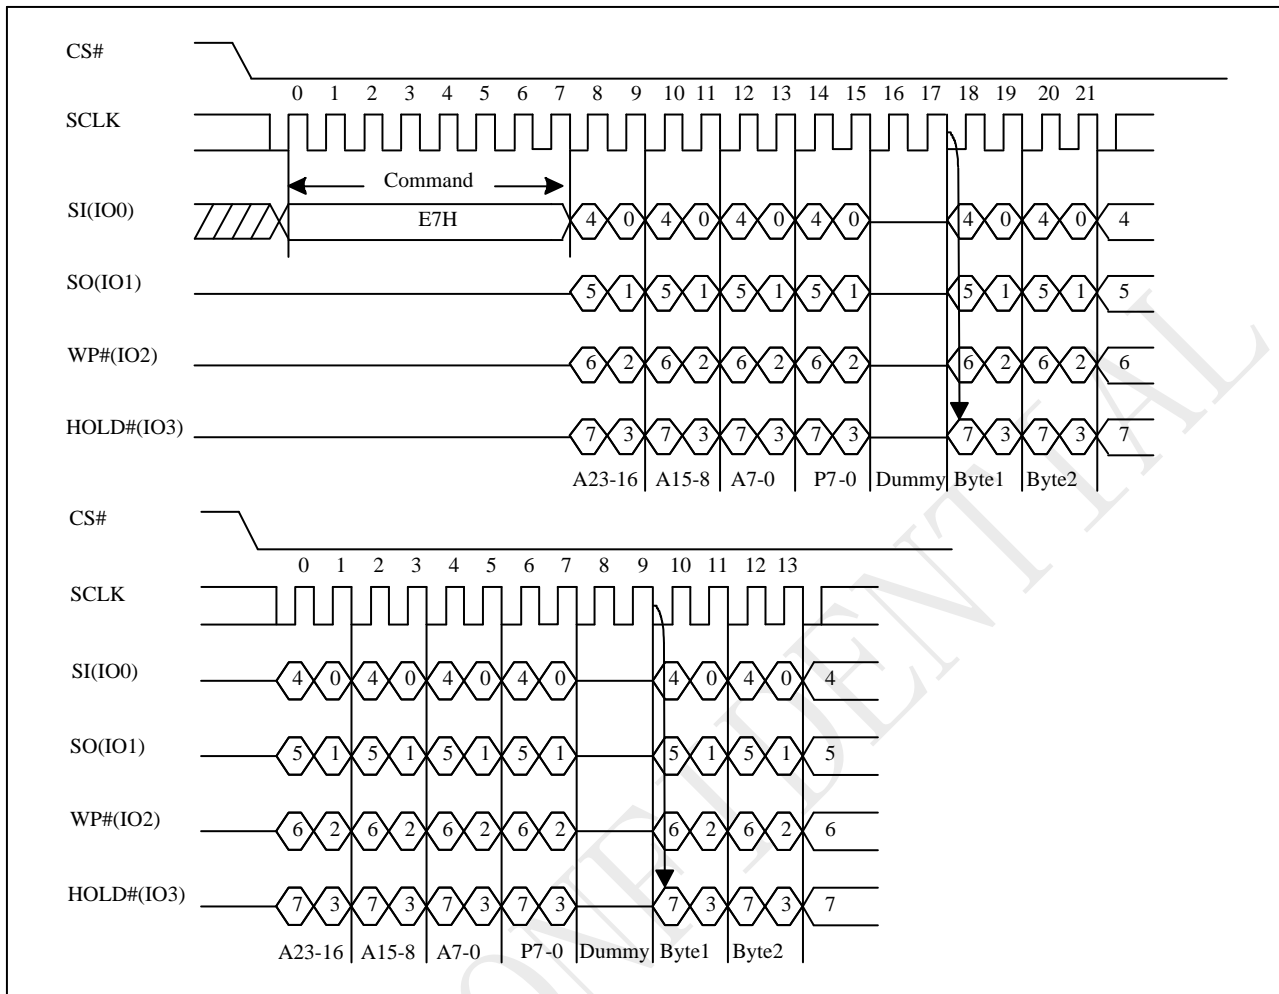 CS#
0 1 2 3 4 5 6 7 8 9 10 11 12 13 14 15 16 17 18 19 20 21
SCLK
Command
SI(IO0) E7H 4 0 4 0 4 0 4 0 4 0 4 0 4
SO(IO1) 5 1 5 1 5 1 5 1 5 1 5 1 5
WP#(IO2) 6 2 6 2 6 2 6 2 6 2 6 2 6
HOLD#(IO3) 7 3 7 3 7 3 7 3 7 3 7 3 7
A23-16 A15-8 A7-0 P7-0 Dummy Byte1 Byte2
CS#
0 1 2 3 4 5 6 7 8 9 10 11 12 13
SCLK
SI(IO0) 4 0 4 0 4 0 4 0 4 0 4 0 4
SO(IO1) 5 1 5 1 5 1 5 1 5 1 5 1 5
WP#(IO2) 6 2 6 2 6 2 6 2 6 2 6 2 6
HOLD#(IO3) 7 3 7 3 7 3 7 3 7 3 7 3 7
A23-16 A15-8 A7-0 P7-0 Dummy Byte1 Byte2